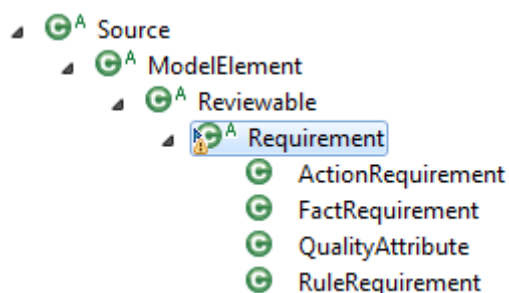 Source
ModelElement
Reviewable
Requirement
ActionRequirement
FactRequirement
QualityAttribute
RuleRequirement